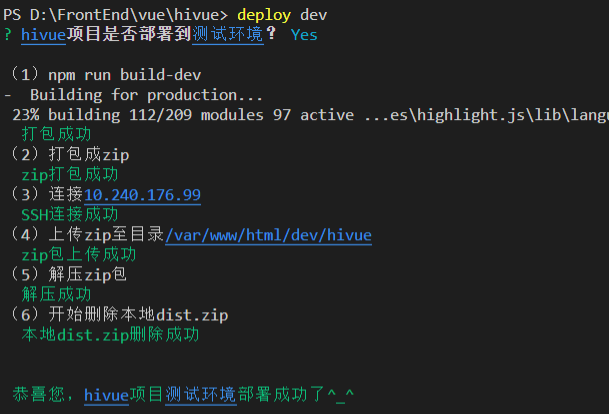 PS D:\FrontEnd\vue\hivue> deploy dev
? hivue项目是否部署到测试环境? Yes
（1）npm run build-dev
- Building for production...
23% building 112/209 modules 97 active ...es\highlight.js\lib\langu
打包成功
（2）打包成zip
zip打包成功
（3）连接10.240.176.99
SSH连接成功
（4）上传zip至目录/var/www/html/dev/hivue
zip包上传成功
（5）解压zip包
解压成功
（6）开始删除本地dist.zip
本地dist.zip删除成功
恭喜您，hivue项目测试环境部署成功了^_^